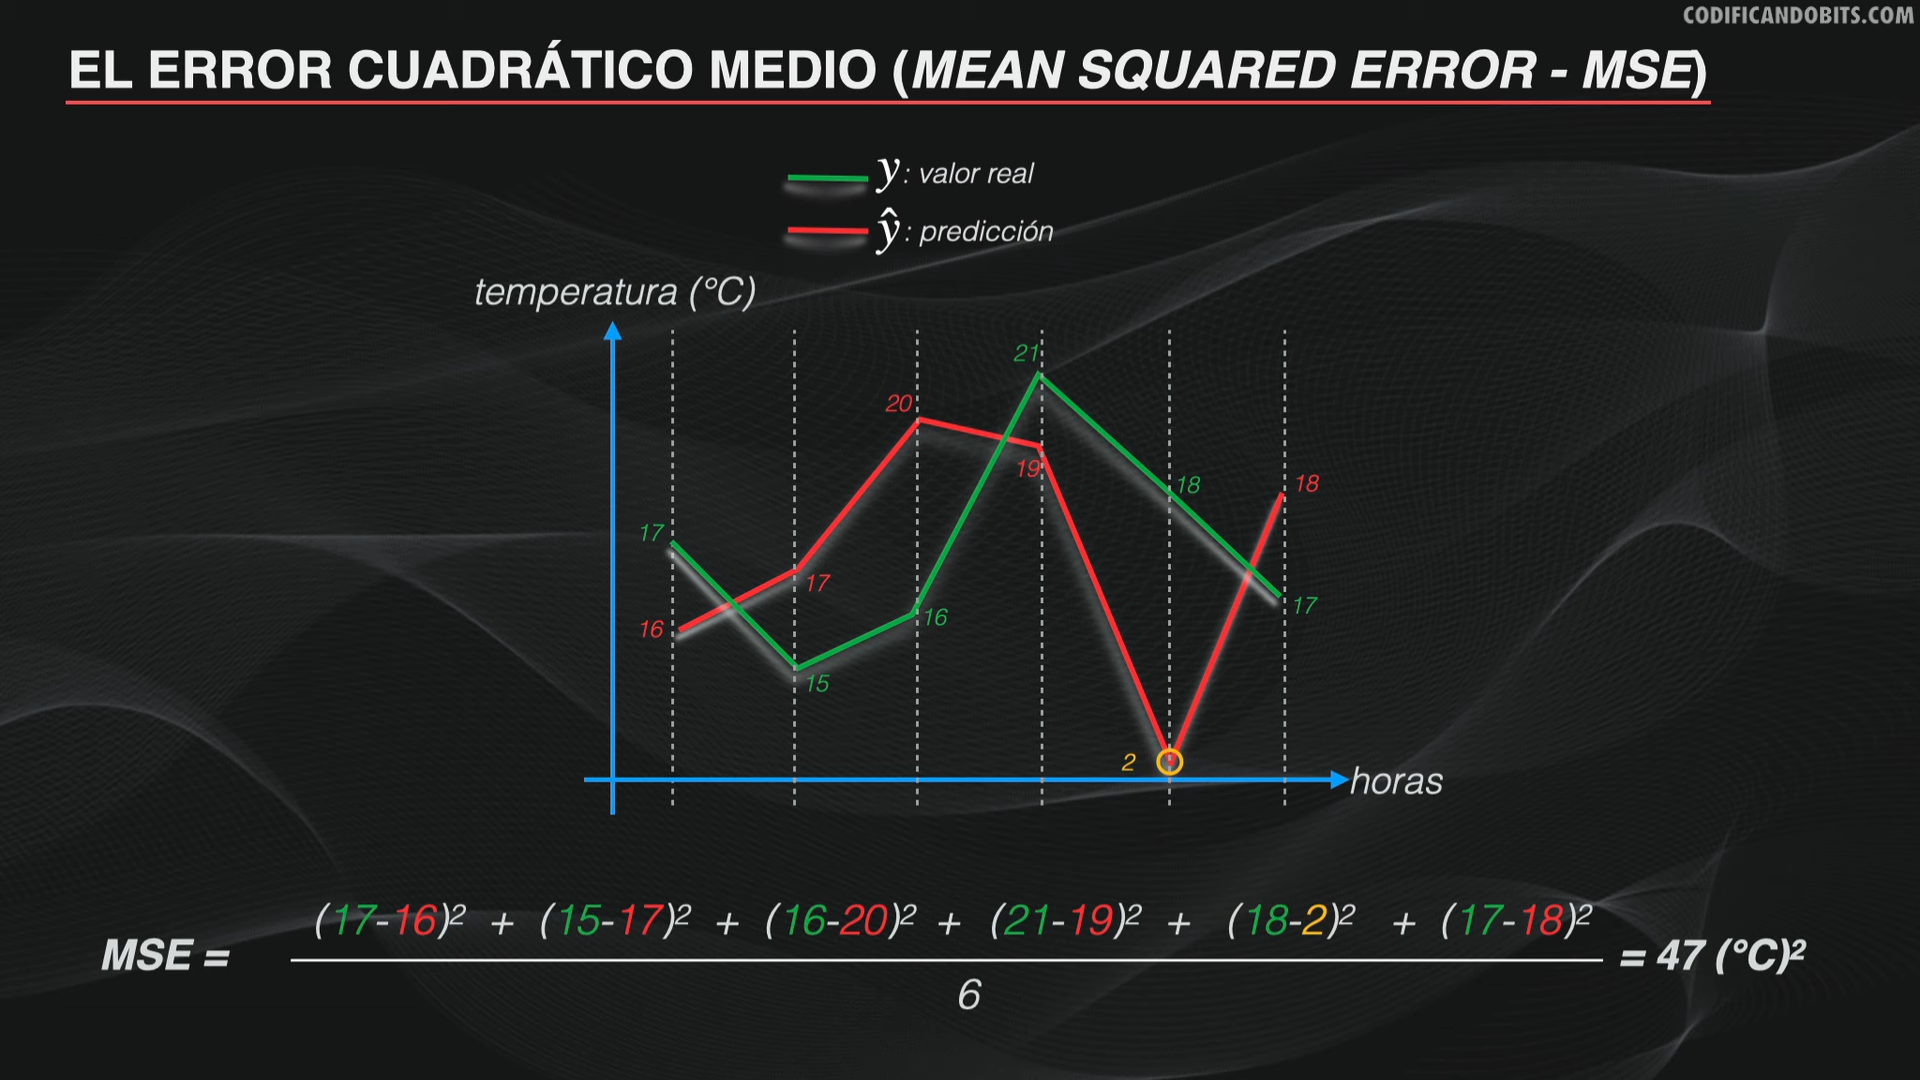 CODIFICANDOBITS.COM
EL ERROR CUADRÁTICO MEDIO (MEAN SQUARED ERROR - MSE)
y : valor real
ŷ : predicción
temperatura (°C)
21
20
19
18
18
17
17
16
16
17
15
2
horas
(17-16)² + (15-17)² + (16-20)² + (21-19)² + (18-2)² + (17-18)²
MSE = = 47 (°C)²
6